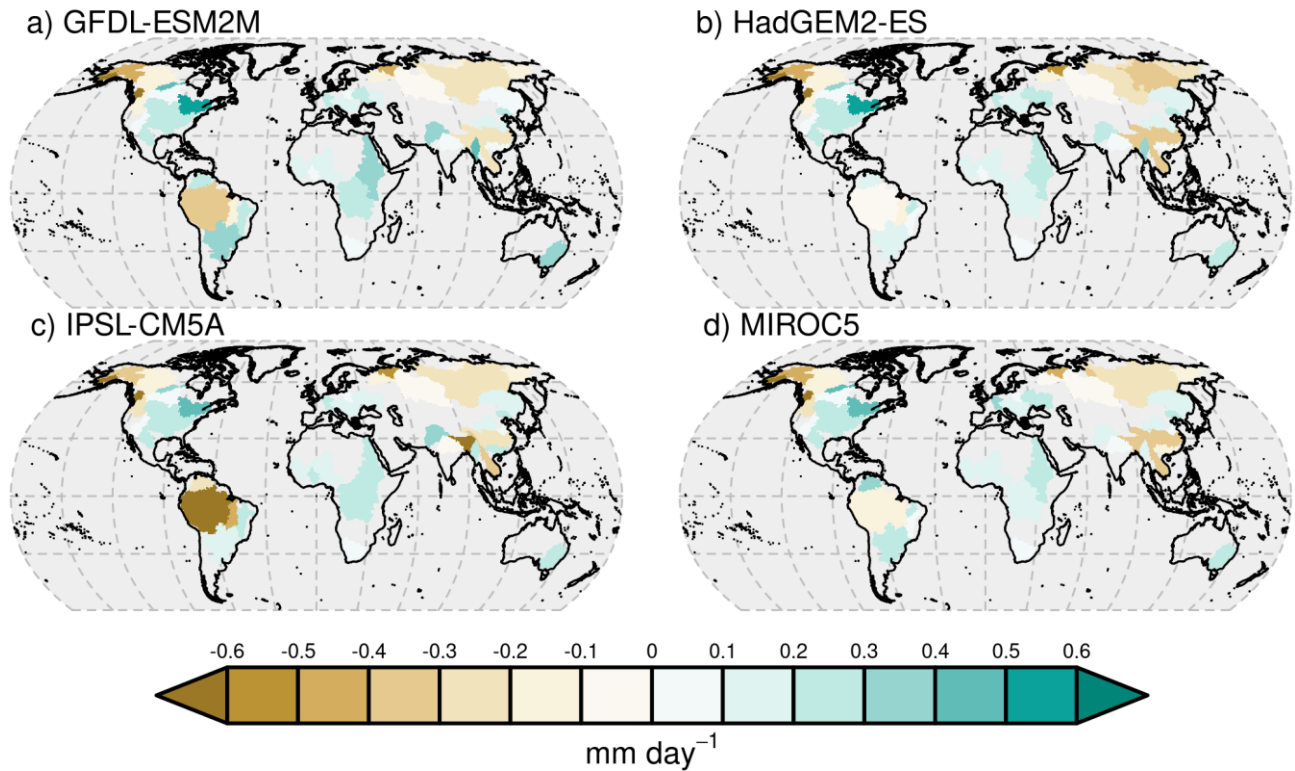 a) GFDL-ESM2M
b) HadGEM2-ES
c) IPSL-CM5A
d) MIROC5
-0.6 -0.5 -0.4 -0.3 -0.2 -0.1 0 0.1 0.2 0.3 0.4 0.5 0.6
mm day⁻¹